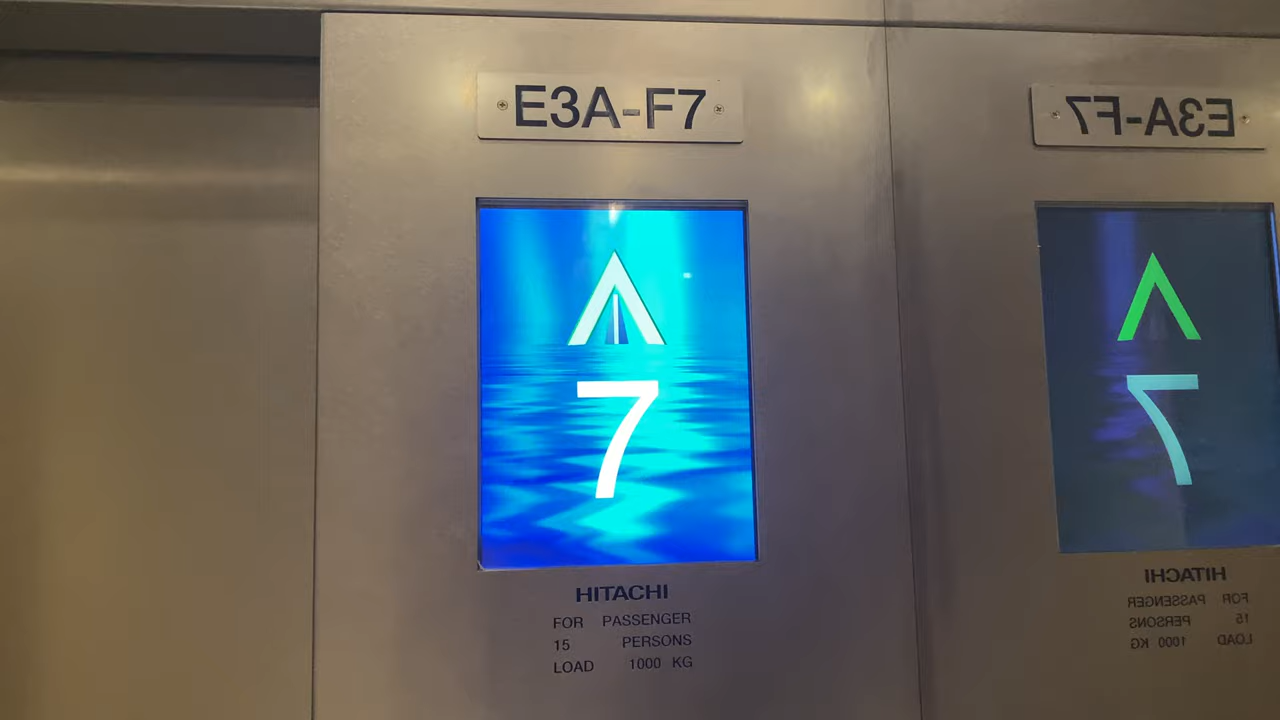 E3A-F7
7
HITACHI
FOR PASSENGER
15 PERSONS
LOAD 1000 KG
E3A-F7
7
HITACHI
FOR PASSENGER
15 PERSONS
LOAD 1000 KG